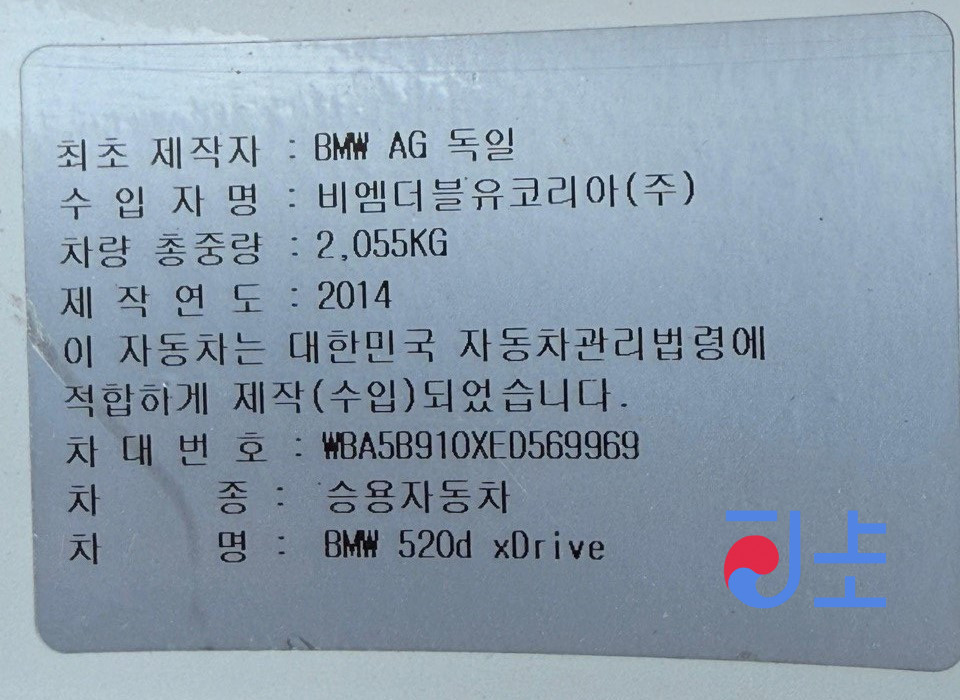 최초 제작자 : BMW AG 독일
수 입 자 명 : 비엠더블유코리아(주)
차량 총중량 : 2,055KG
제 작 연 도 : 2014
이 자동차는 대한민국 자동차관리법령에
적합하게 제작(수입)되었습니다.
차 대 번 호 : WBA5B910XED569969
차 종 : 승용자동차
차 명 : BMW 520d xDrive